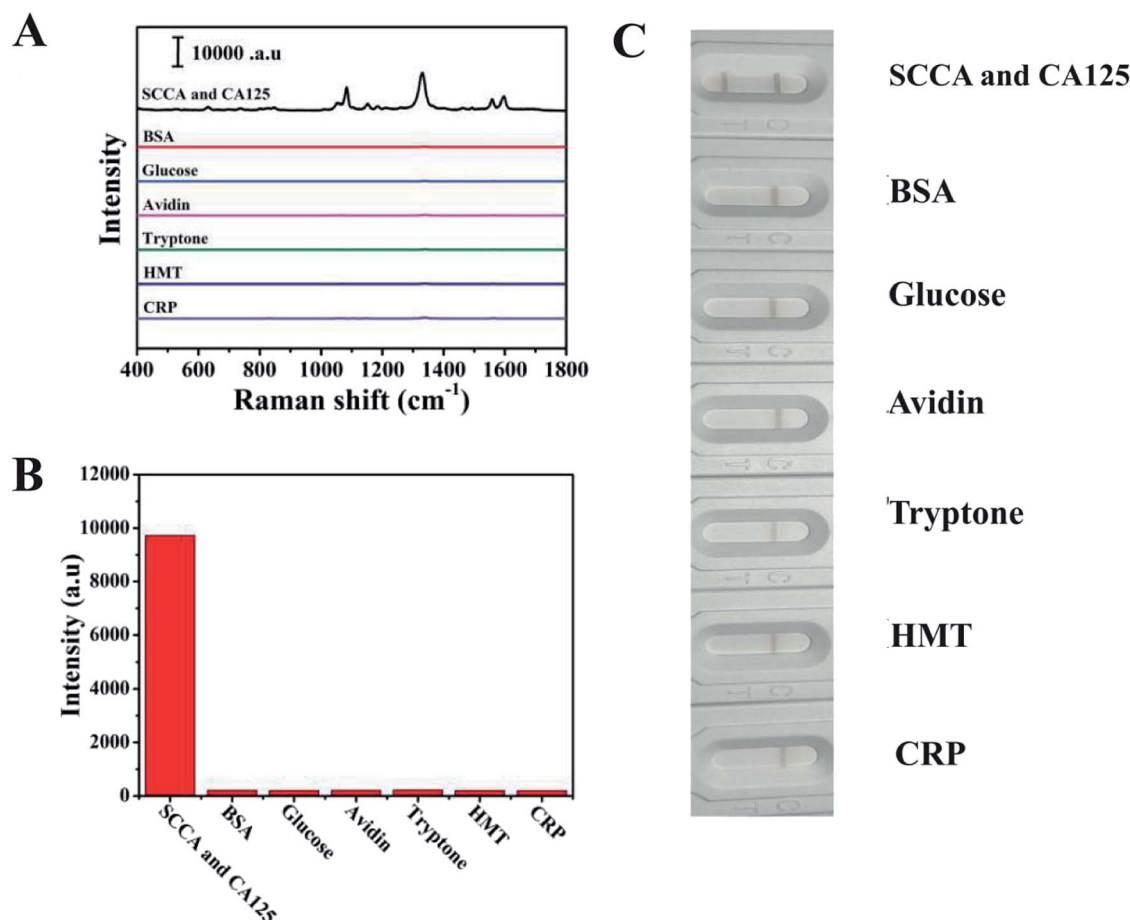 A
10000 .a.u
SCCA and CA125
BSA
Glucose
Avidin
Tryptone
HMT
CRP
Intensity
400 600 800 1000 1200 1400 1600 1800
Raman shift (cm⁻¹)
B
12000
10000
8000
6000
4000
2000
0
Intensity (a.u)
SCCA and CA125
BSA
Glucose
Avidin
Tryptone
HMT
CRP
C
SCCA and CA125
C
T
BSA
C
T
Glucose
C
T
Avidin
C
T
Tryptone
C
T
HMT
C
T
CRP
C
T